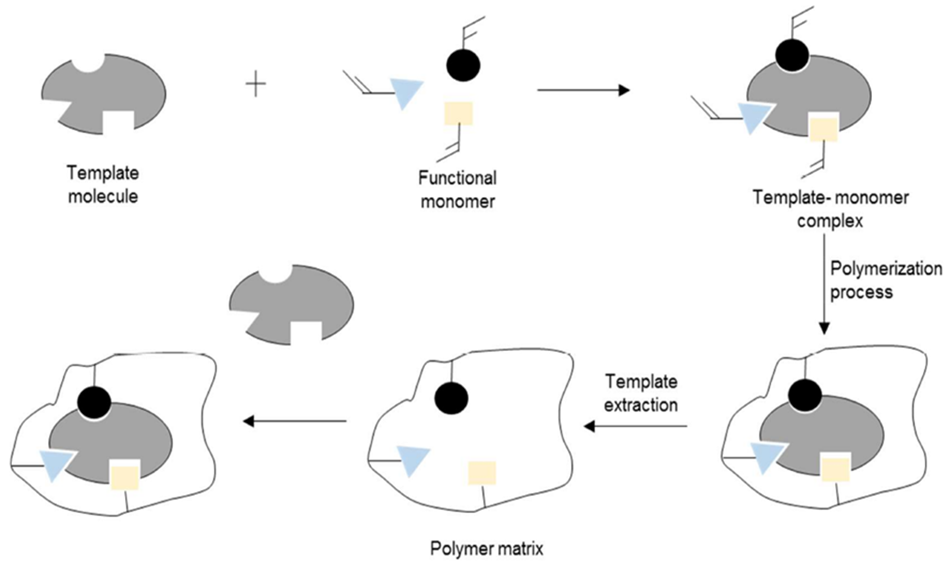 Template
molecule
+
Functional
monomer
Template- monomer
complex
Polymerization
process
Template
extraction
Polymer matrix